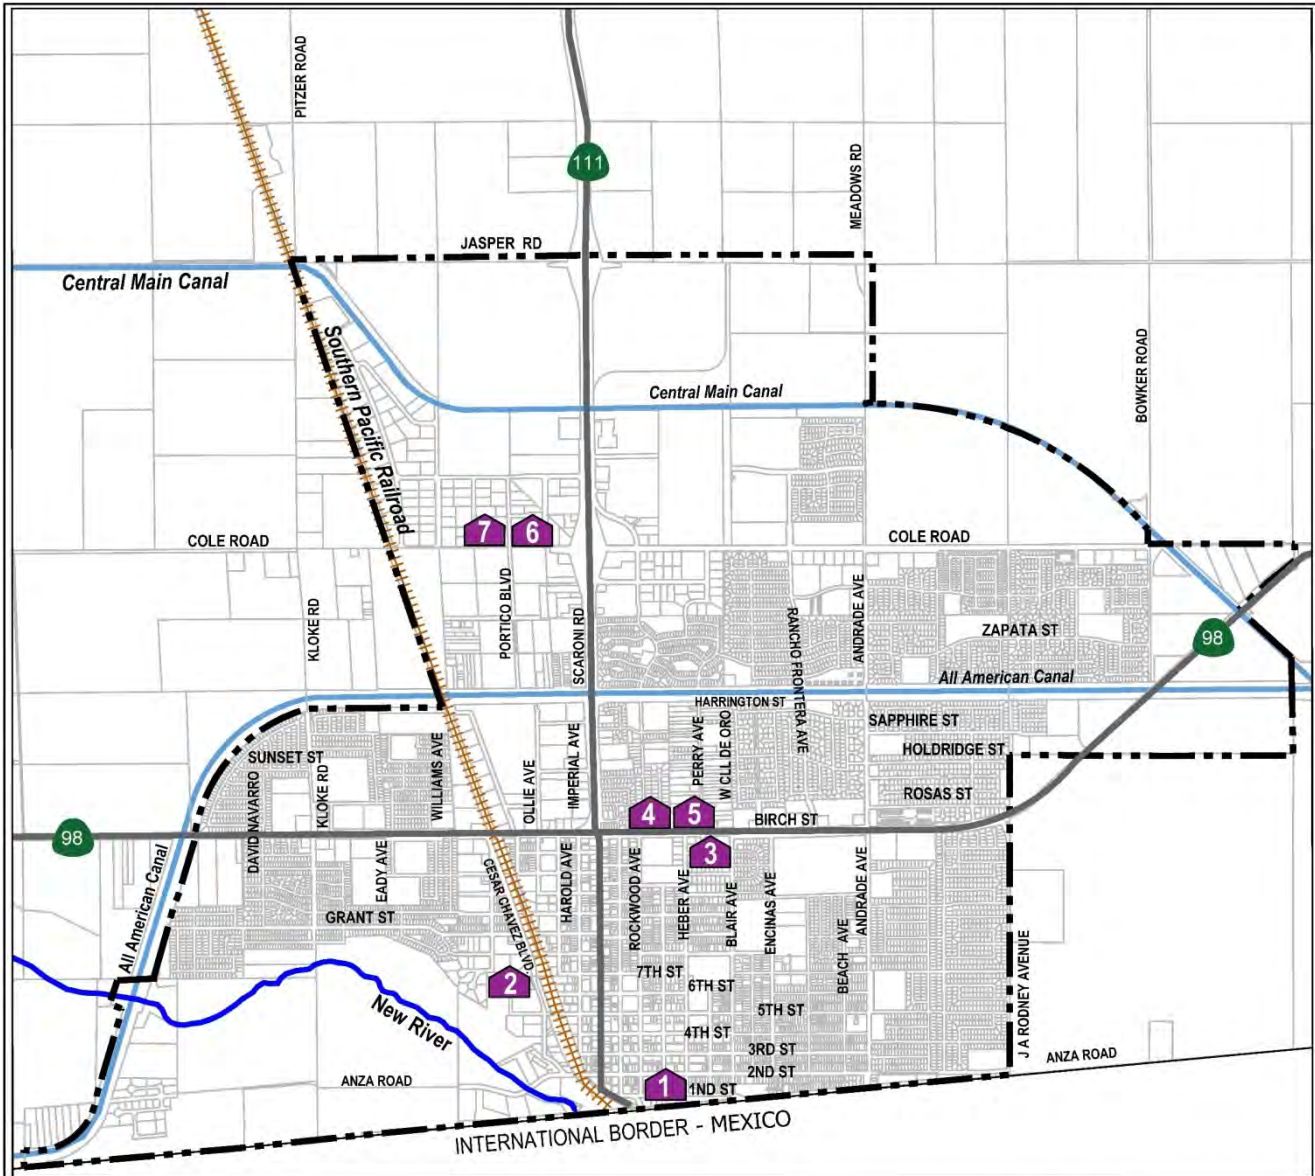 PITZER ROAD
111
MEADOWS RD
JASPER RD
Central Main Canal
Southern Pacific Railroad
Central Main Canal
BOWKER ROAD
7
6
COLE ROAD
COLE ROAD
KLOKE RD
PORTICO BLVD
SCARONI RD
RANCHO FRONTERA AVE
ANDRADE AVE
ZAPATA ST
98
All American Canal
HARRINGTON ST
SAPPHIRE ST
HOLDRIDGE ST
SUNSET ST
DAVID NAVARRO
KLOKE RD
WILLIAMS AVE
OLLIE AVE
IMPERIAL AVE
PERRY AVE
W CLL DE ORO
ROSAS ST
4
5
BIRCH ST
98
3
EADY AVE
CESAR CHAVEZ BLVD
HAROLD AVE
ROCKWOOD AVE
HEBER AVE
BLAIR AVE
ENCINAS AVE
ANDRADE AVE
BEACH AVE
GRANT ST
All American Canal
2
7TH ST
6TH ST
5TH ST
4TH ST
3RD ST
2ND ST
1ND ST
1
New River
J A RODNEY AVENUE
ANZA ROAD
ANZA ROAD
INTERNATIONAL BORDER - MEXICO